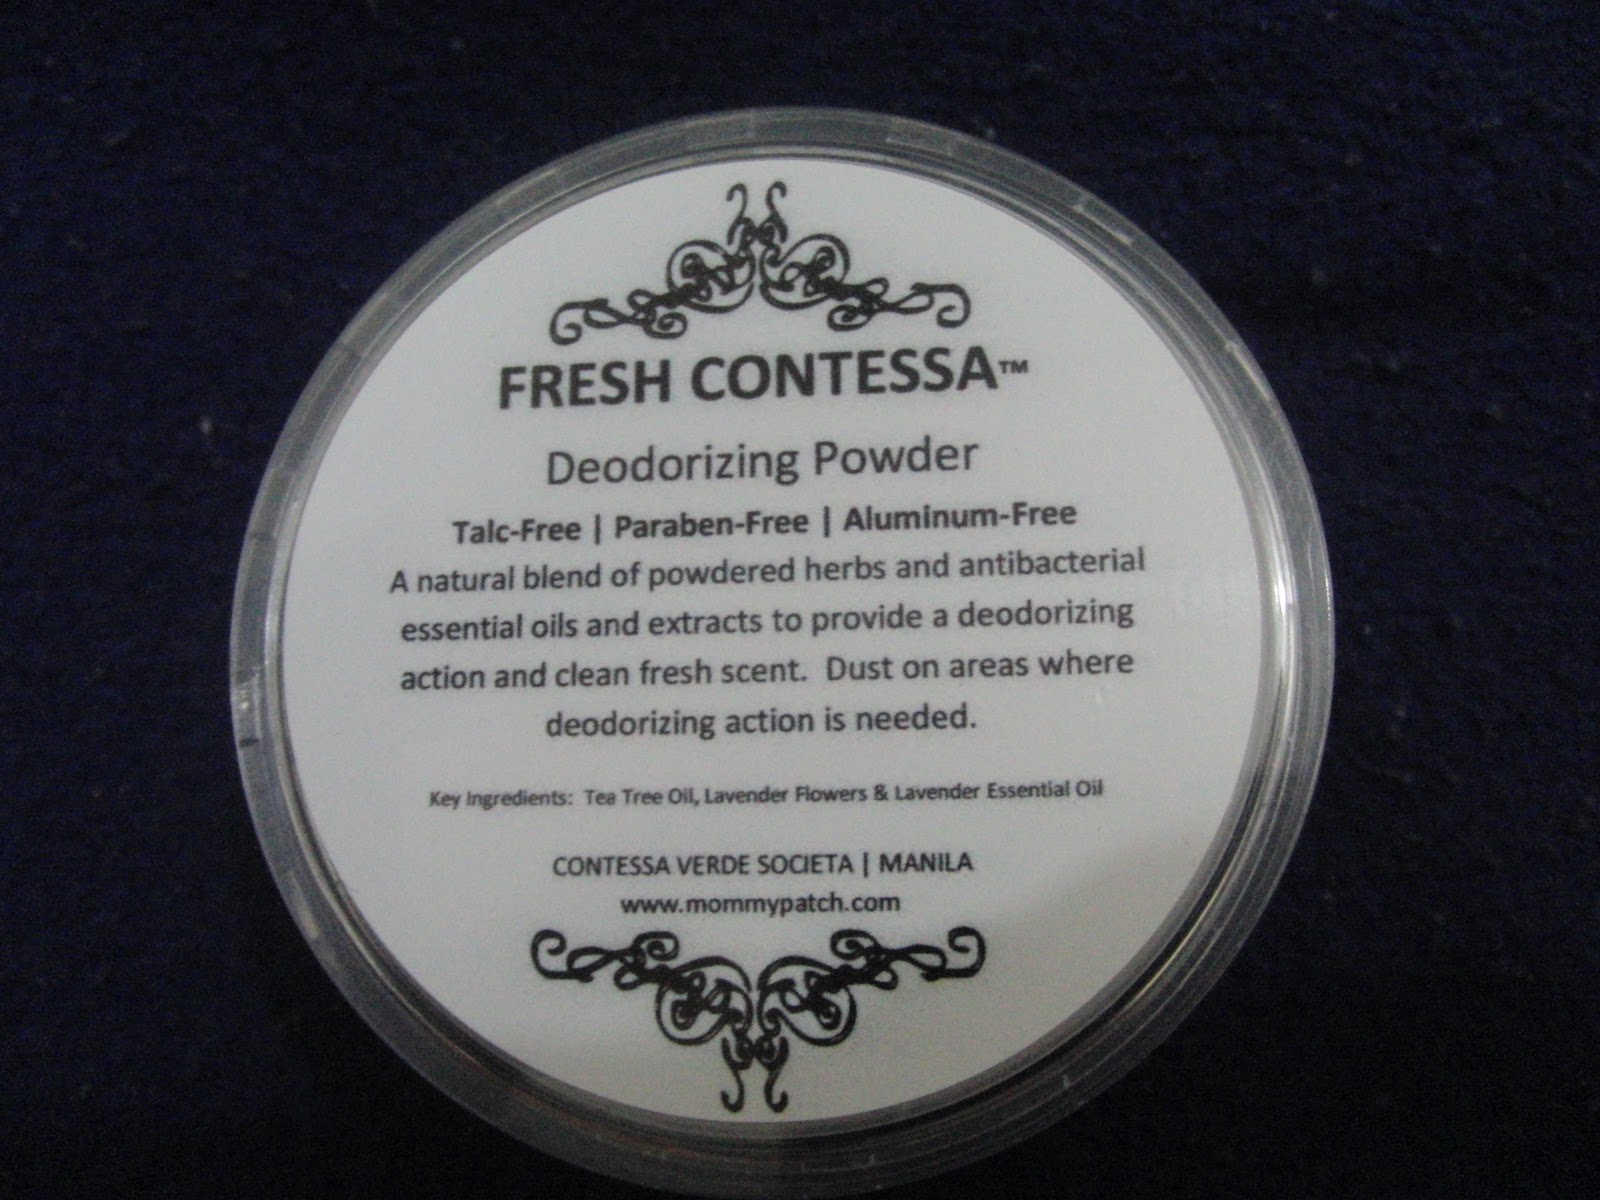 FRESH CONTESSA™
Deodorizing Powder
Talc-Free | Paraben-Free | Aluminum-Free
A natural blend of powdered herbs and antibacterial
essential oils and extracts to provide a deodorizing
action and clean fresh scent.  Dust on areas where
deodorizing action is needed.
Key Ingredients:  Tea Tree Oil, Lavender Flowers & Lavender Essential Oil
CONTESSA VERDE SOCIETA | MANILA
www.mommypatch.com